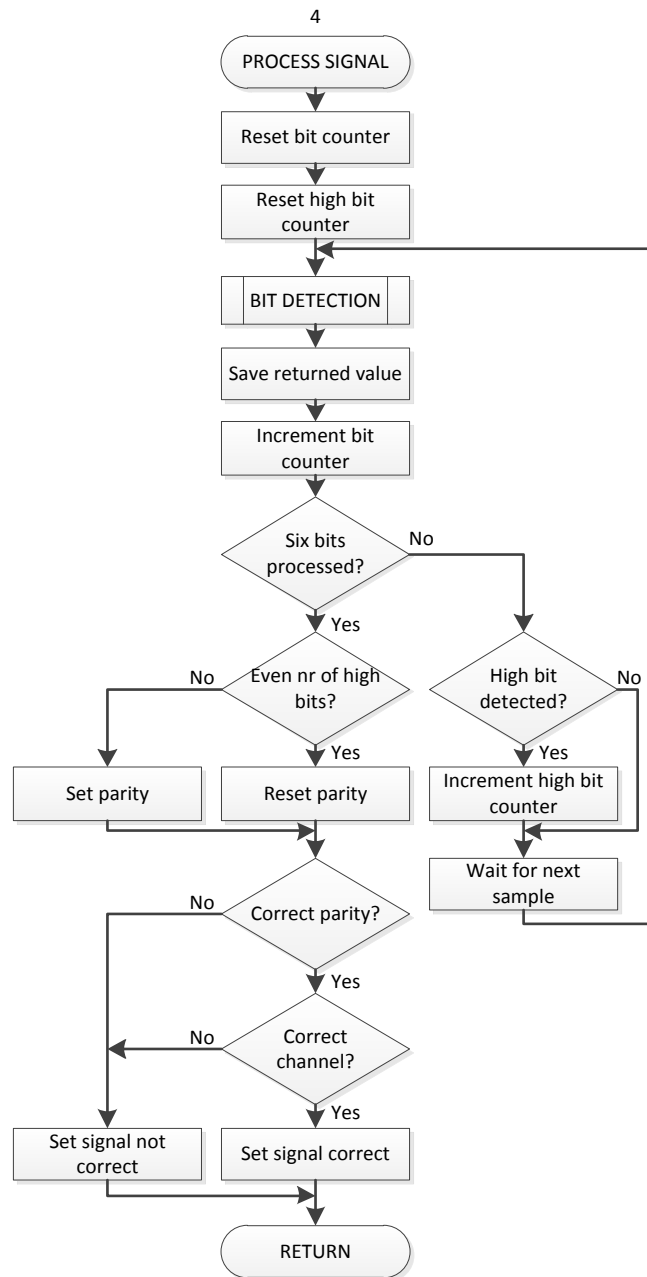 4
PROCESS SIGNAL
Reset bit counter
Reset high bit
counter
BIT DETECTION
Save returned value
Increment bit
counter
Six bits
processed?
No
Yes
No
Even nr of high
bits?
High bit
detected?
No
Yes
Yes
Set parity
Reset parity
Increment high bit
counter
Wait for next
sample
No
Correct parity?
Yes
No
Correct
channel?
Yes
Set signal not
correct
Set signal correct
RETURN